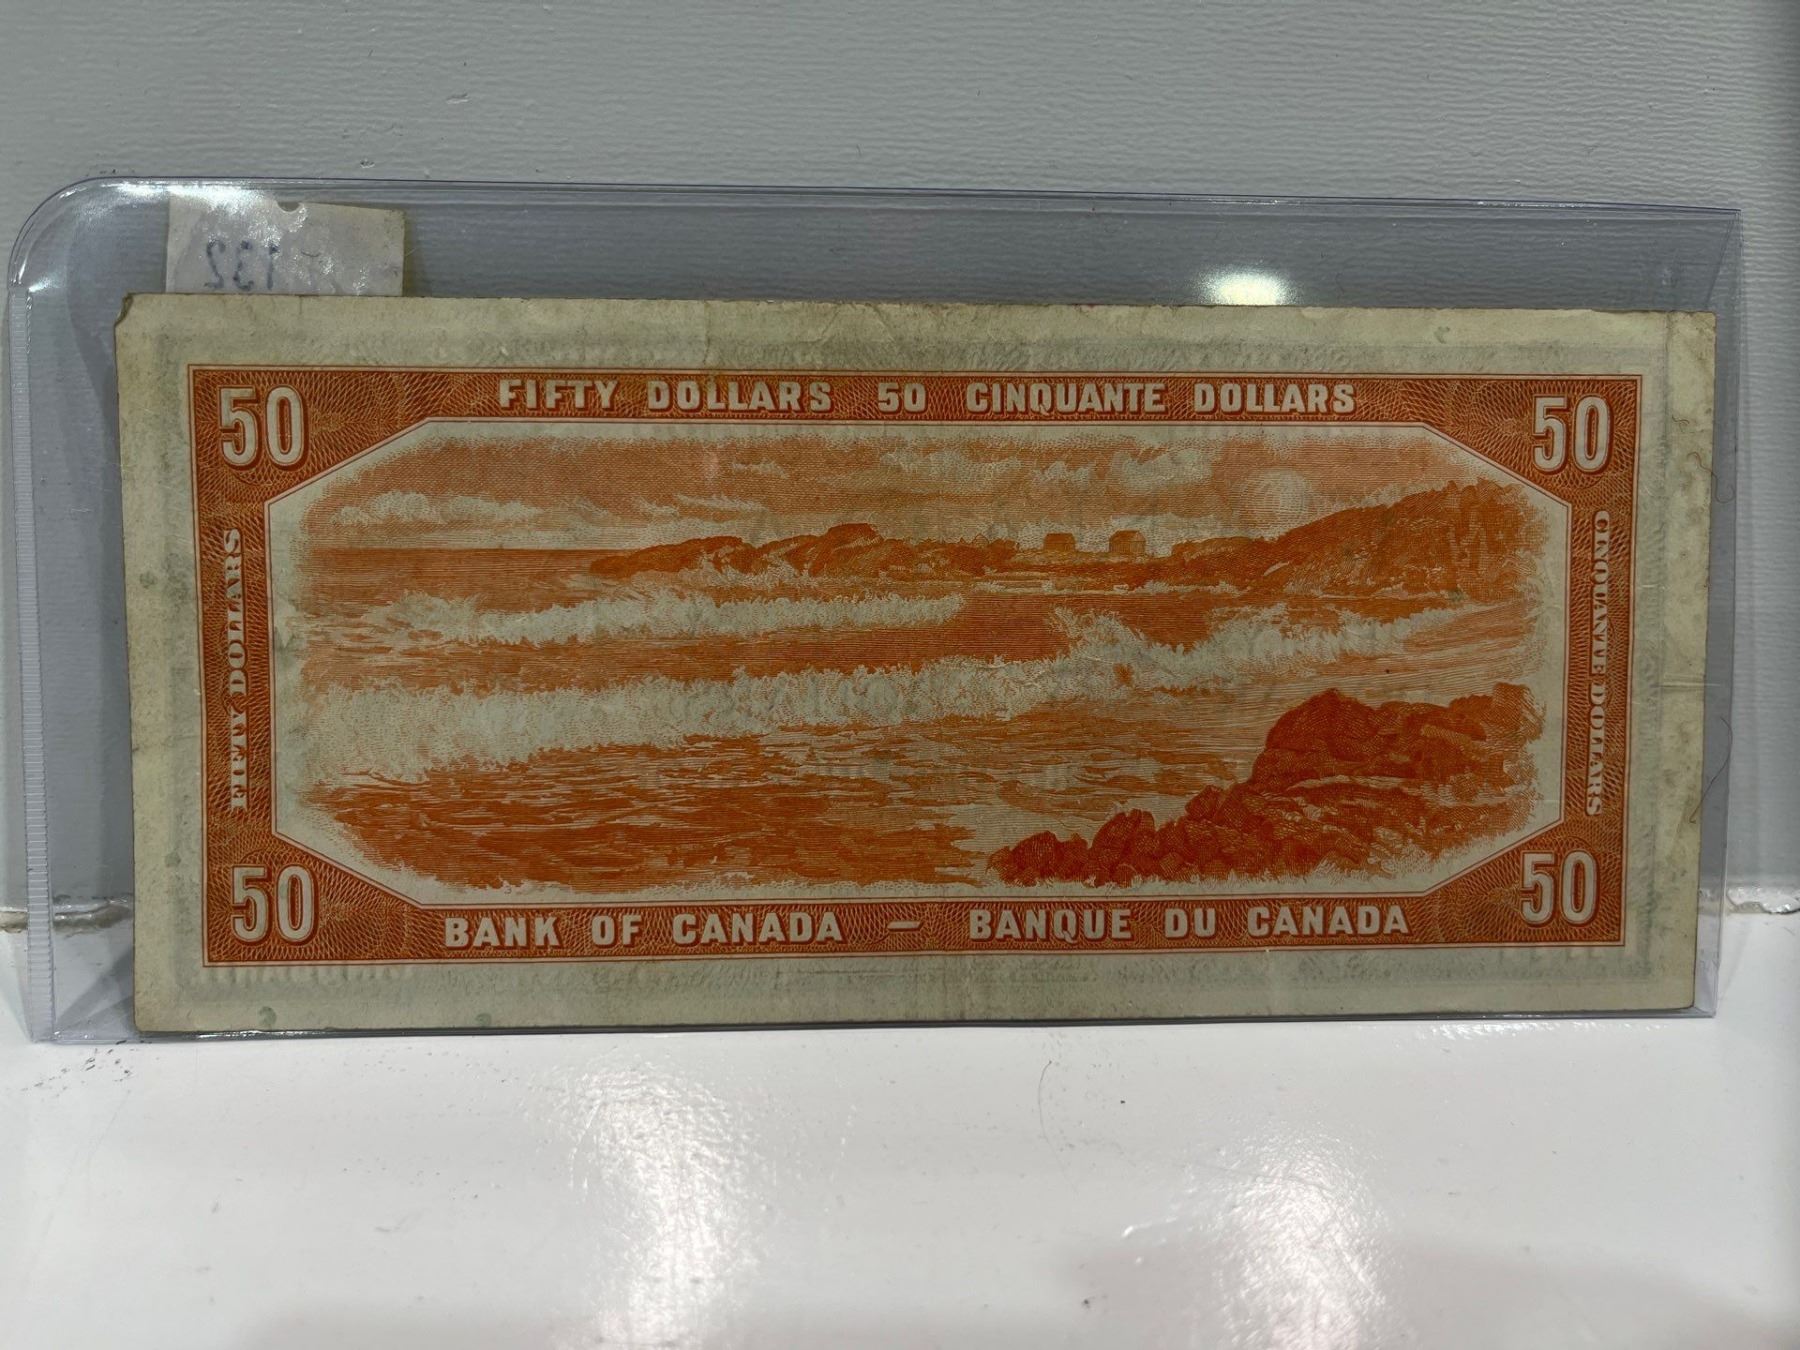 132
FIFTY DOLLARS 50 CINQUANTE DOLLARS
50
50
FIFTY DOLLARS
CINQUANTE DOLLARS
50
50
BANK OF CANADA — BANQUE DU CANADA